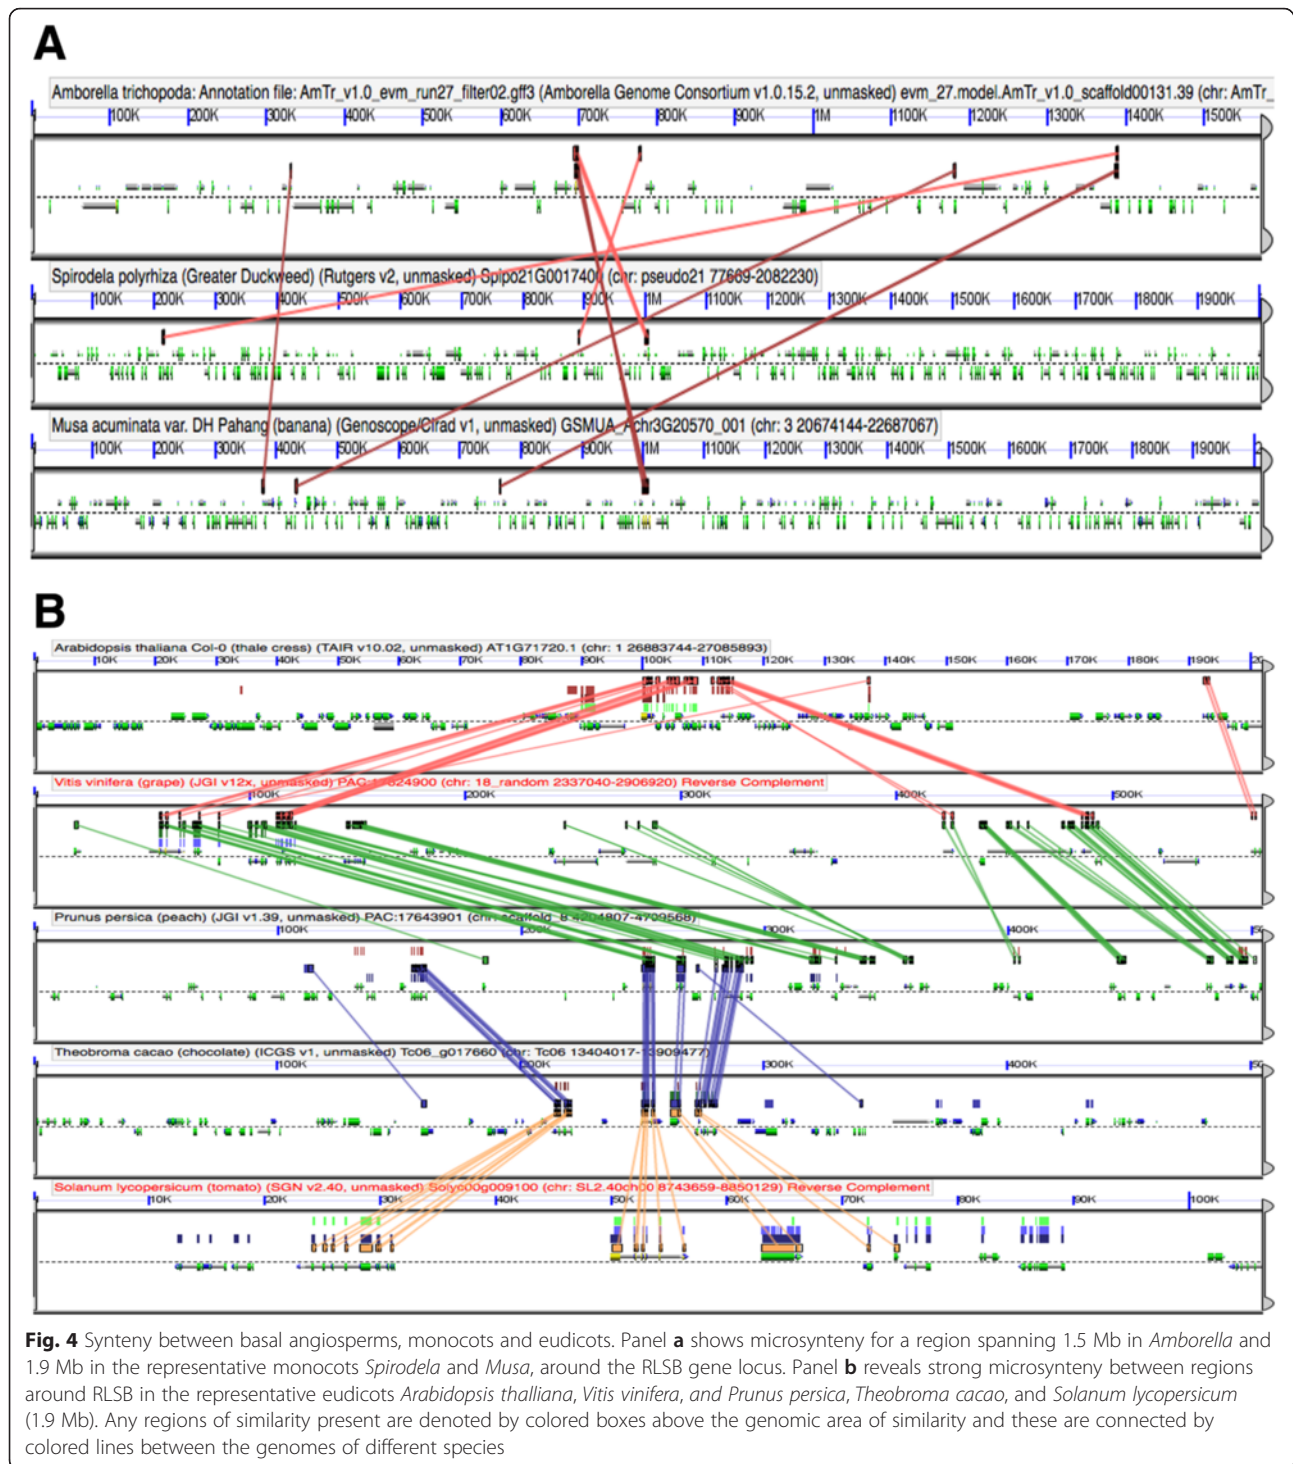 A
Amborella trichopoda: Annotation file: AmTr_v1.0_evm_run27_filter02.gff3 (Amborella Genome Consortium v1.0.15.2, unmasked) evm_27.model.AmTr_v1.0_scaffold00131.39 (chr: AmTr_
100K 200K 300K 400K 500K 600K 700K 800K 900K 1M 1100K 1200K 1300K 1400K 1500K
Spirodela polyrhiza (Greater Duckweed) (Rutgers v2, unmasked) Spipo21G0017400 (chr: pseudo21 77669-2082230)
100K 200K 300K 400K 500K 600K 700K 800K 900K 1M 1100K 1200K 1300K 1400K 1500K 1600K 1700K 1800K 1900K
Musa acuminata var. DH Pahang (banana) (Genoscope/Cirad v1, unmasked) GSMUA_Achr3G20570_001 (chr: 3 20674144-22687067)
100K 200K 300K 400K 500K 600K 700K 800K 900K 1M 1100K 1200K 1300K 1400K 1500K 1600K 1700K 1800K 1900K 2
B
Arabidopsis thaliana Col-0 (thale cress) (TAIR v10.02, unmasked) AT1G71720.1 (chr: 1 26883744-27085893)
10K 20K 30K 40K 50K 60K 70K 80K 90K 100K 110K 120K 130K 140K 150K 160K 170K 180K 190K 20
Vitis vinifera (grape) (JGI v12x, unmasked) (chr: 18_random 2337040-2906920) Reverse Complement
100K 200K 300K 400K 500K
Prunus persica (peach) (JGI v1.39, unmasked) PAC:17643901 (chr: scaffold_8 4204807-4709568)
100K 200K 300K 400K 50
Theobroma cacao (chocolate) (ICGS v1, unmasked) Tc06_g017660 (chr: Tc06 13404017-13909477)
100K 200K 300K 400K 50
Solanum lycopersicum (tomato) (SGN v2.40, unmasked) Solyc00g009100 (chr: SL2.40ch00 8743659-8850129) Reverse Complement
10K 20K 30K 40K 50K 60K 70K 80K 90K 100K
Fig. 4 Synteny between basal angiosperms, monocots and eudicots. Panel a shows microsynteny for a region spanning 1.5 Mb in Amborella and
1.9 Mb in the representative monocots Spirodela and Musa, around the RLSB gene locus. Panel b reveals strong microsynteny between regions
around RLSB in the representative eudicots Arabidopsis thalliana, Vitis vinifera, and Prunus persica, Theobroma cacao, and Solanum lycopersicum
(1.9 Mb). Any regions of similarity present are denoted by colored boxes above the genomic area of similarity and these are connected by
colored lines between the genomes of different species